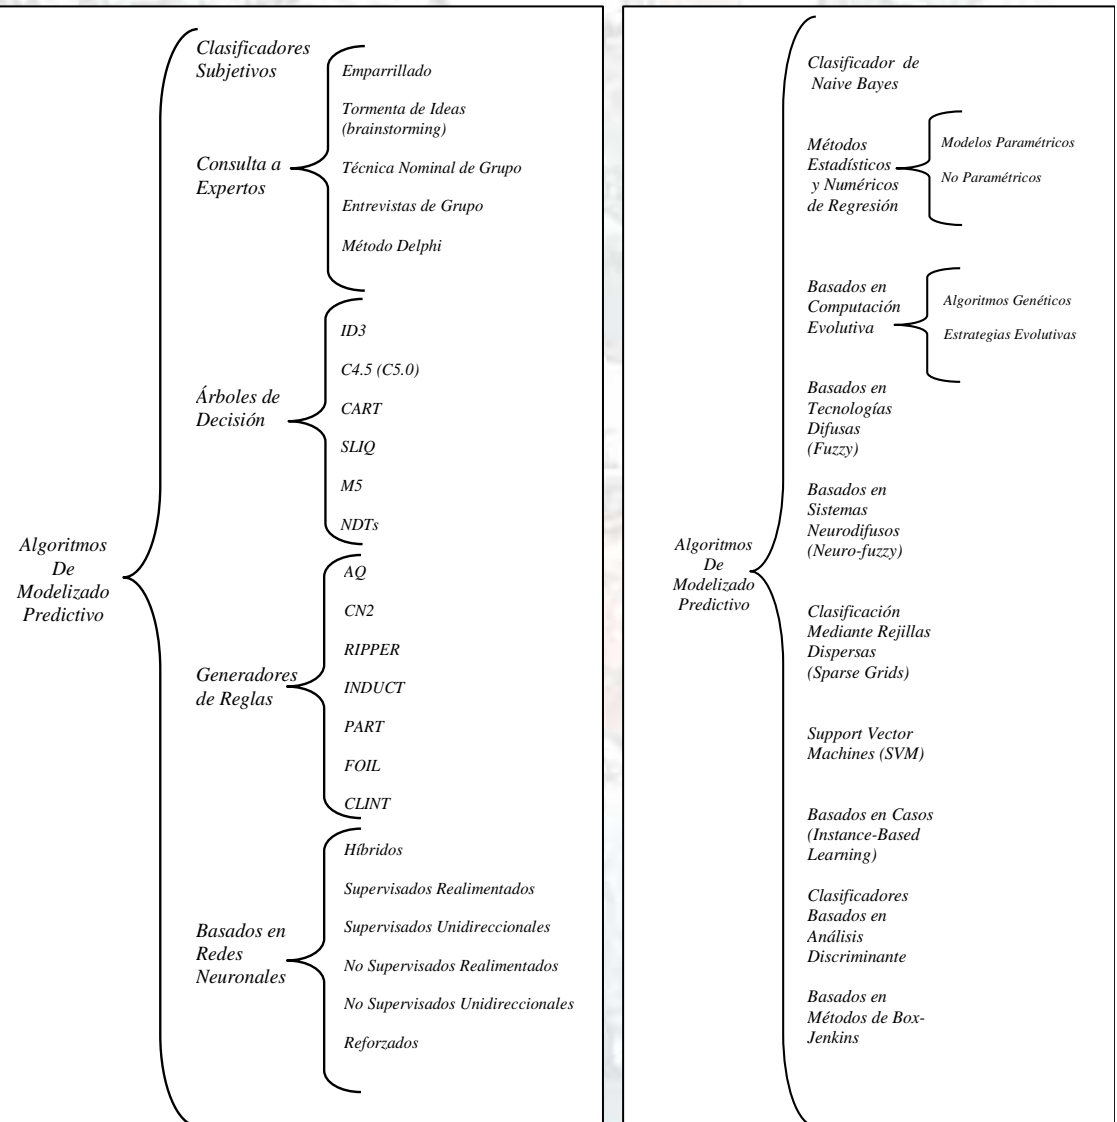 Algoritmos
De
Modelizado
Predictivo
Clasificadores
Subjetivos
Consulta a
Expertos
Emparrillado
Tormenta de Ideas
(brainstorming)
Técnica Nominal de Grupo
Entrevistas de Grupo
Método Delphi
Árboles de
Decisión
ID3
C4.5 (C5.0)
CART
SLIQ
M5
NDTs
Generadores
de Reglas
AQ
CN2
RIPPER
INDUCT
PART
FOIL
CLINT
Basados en
Redes
Neuronales
Híbridos
Supervisados Realimentados
Supervisados Unidireccionales
No Supervisados Realimentados
No Supervisados Unidireccionales
Reforzados
Algoritmos
De
Modelizado
Predictivo
Clasificador de
Naive Bayes
Métodos
Estadísticos
y Numéricos
de Regresión
Modelos Paramétricos
No Paramétricos
Basados en
Computación
Evolutiva
Algoritmos Genéticos
Estrategias Evolutivas
Basados en
Tecnologías
Difusas
(Fuzzy)
Basados en
Sistemas
Neurodifusos
(Neuro-fuzzy)
Clasificación
Mediante Rejillas
Dispersas
(Sparse Grids)
Support Vector
Machines (SVM)
Basados en Casos
(Instance-Based
Learning)
Clasificadores
Basados en
Análisis
Discriminante
Basados en
Métodos de Box-
Jenkins